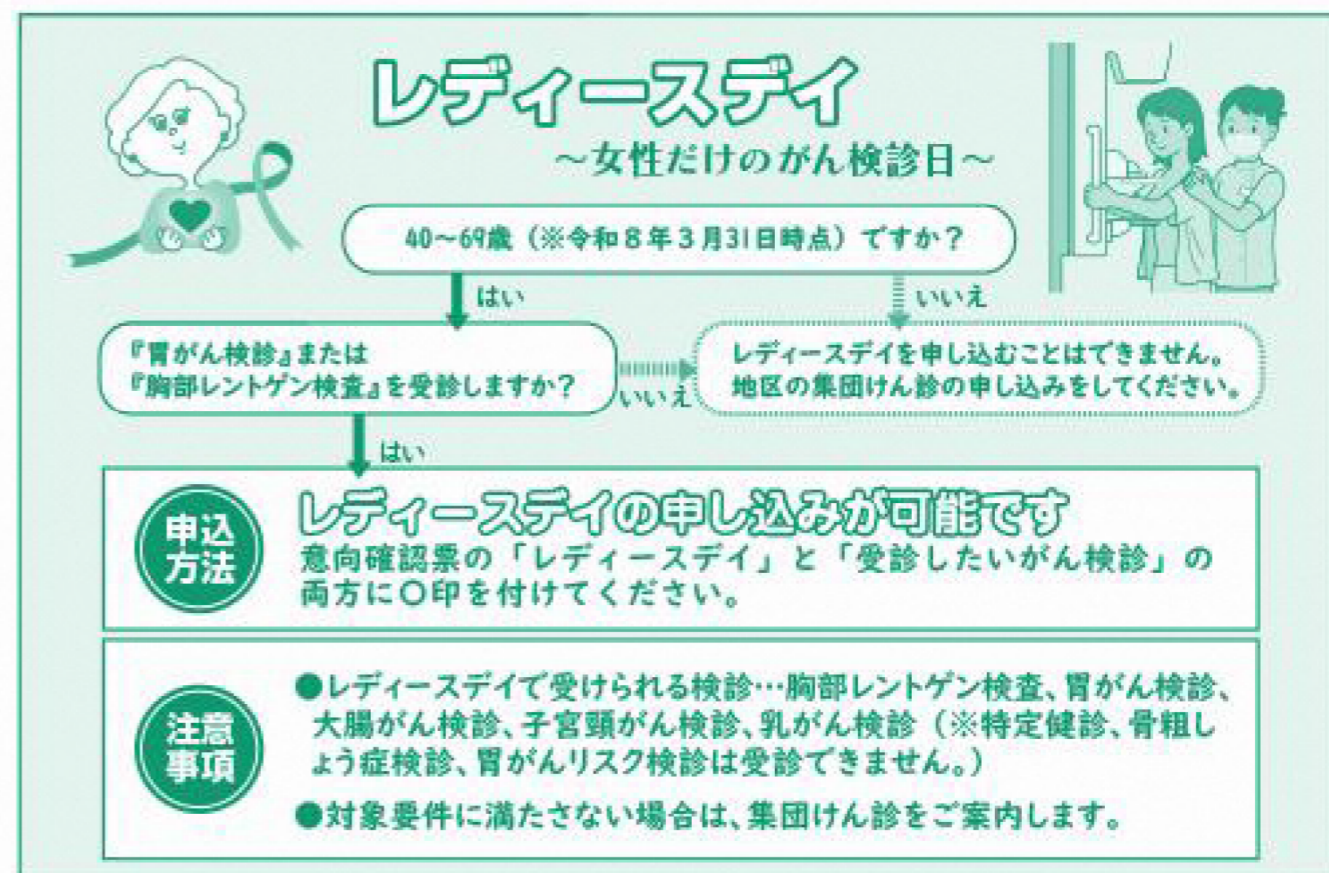 レディースデイ
～女性だけのがん検診日～
40～69歳（※令和８年３月31日時点）ですか？
はい
いいえ
『胃がん検診』または
『胸部レントゲン検査』を受診しますか？
いいえ
レディースデイを申し込むことはできません。
地区の集団けん診の申し込みをしてください。
はい
申込
方法
レディースデイの申し込みが可能です
意向確認票の「レディースデイ」と「受診したいがん検診」の
両方に〇印を付けてください。
注意
事項
●レディースデイで受けられる検診…胸部レントゲン検査、胃がん検診、
大腸がん検診、子宮頸がん検診、乳がん検診（※特定健診、骨粗し
ょう症検診、胃がんリスク検診は受診できません。）
●対象要件に満たさない場合は、集団けん診をご案内します。